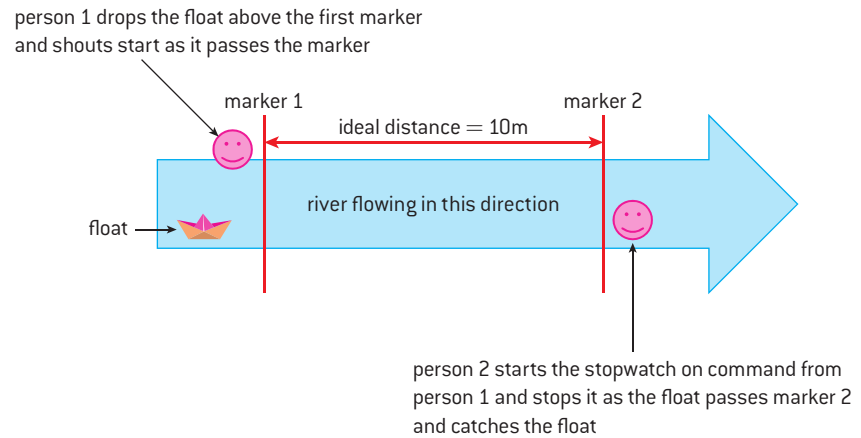 person 1 drops the float above the first marker
and shouts start as it passes the marker
marker 1
marker 2
ideal distance = 10m
river flowing in this direction
float
person 2 starts the stopwatch on command from
person 1 and stops it as the float passes marker 2
and catches the float